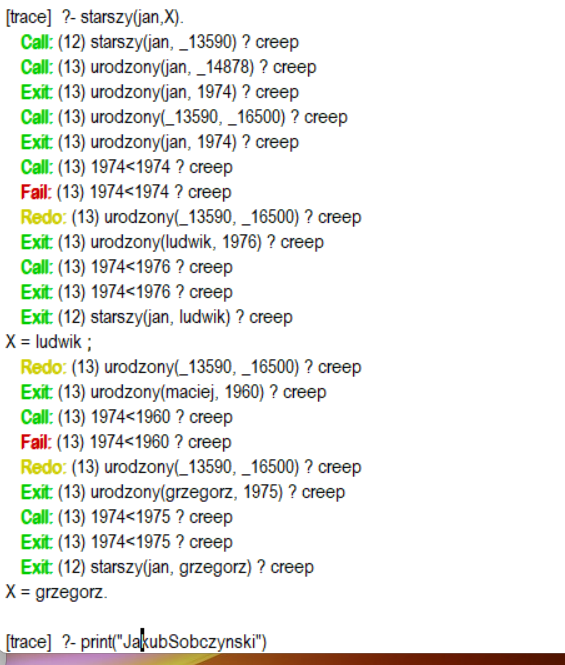 [trace]  ?- starszy(jan,X).
Call: (12) starszy(jan, _13590) ? creep
Call: (13) urodzony(jan, _14878) ? creep
Exit: (13) urodzony(jan, 1974) ? creep
Call: (13) urodzony(_13590, _16500) ? creep
Exit: (13) urodzony(jan, 1974) ? creep
Call: (13) 1974<1974 ? creep
Fail: (13) 1974<1974 ? creep
Redo: (13) urodzony(_13590, _16500) ? creep
Exit: (13) urodzony(ludwik, 1976) ? creep
Call: (13) 1974<1976 ? creep
Exit: (13) 1974<1976 ? creep
Exit: (12) starszy(jan, ludwik) ? creep
X = ludwik ;
Redo: (13) urodzony(_13590, _16500) ? creep
Exit: (13) urodzony(maciej, 1960) ? creep
Call: (13) 1974<1960 ? creep
Fail: (13) 1974<1960 ? creep
Redo: (13) urodzony(_13590, _16500) ? creep
Exit: (13) urodzony(grzegorz, 1975) ? creep
Call: (13) 1974<1975 ? creep
Exit: (13) 1974<1975 ? creep
Exit: (12) starszy(jan, grzegorz) ? creep
X = grzegorz.
[trace]  ?- print("JakubSobczynski")